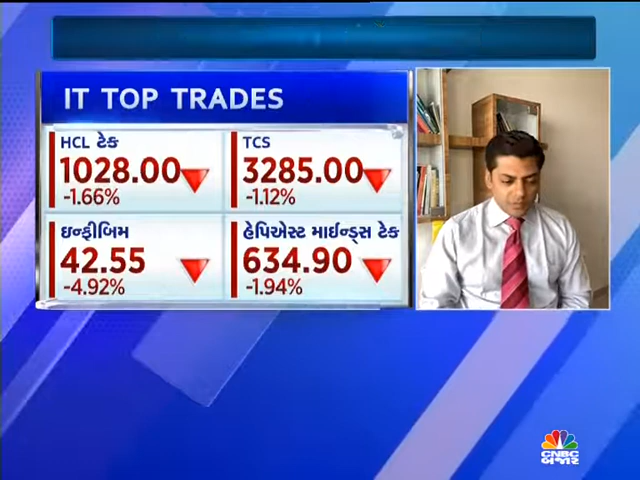 IT TOP TRADES
HCL ટેક
1028.00
-1.66%
TCS
3285.00
-1.12%
ઇન્ફીબિમ
42.55
-4.92%
હેપિએસ્ટ માઈન્ડ્સ ટેક
634.90
-1.94%
CNBC
બજાર